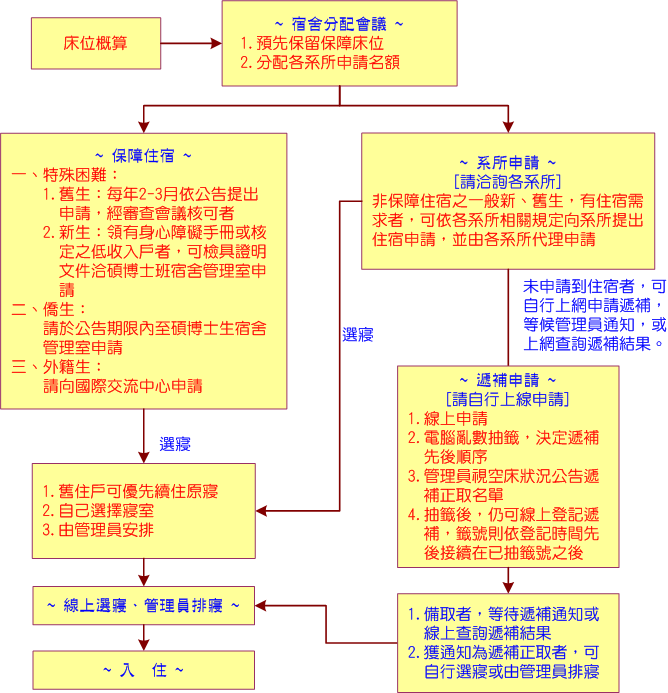 床位概算
~ 宿舍分配會議 ~
1.預先保留保障床位
2.分配各系所申請名額
~ 保障住宿 ~
一、特殊困難：
1.舊生：每年2-3月依公告提出
申請，經審查會議核可者
2.新生：領有身心障礙手冊或核
定之低收入戶者，可檢具證明
文件洽碩博士班宿舍管理室申
請
二、僑生：
請於公告期限內至碩博士生宿舍
管理室申請
三、外籍生：
請向國際交流中心申請
~ 系所申請 ~
[請洽詢各系所]
非保障住宿之一般新、舊生，有住宿需
求者，可依各系所相關規定向系所提出
住宿申請，並由各系所代理申請
未申請到住宿者，可
自行上網申請遞補，
等候管理員通知，或
上網查詢遞補結果。
選寢
選寢
~ 遞補申請 ~
[請自行上線申請]
1.線上申請
2.電腦亂數抽籤，決定遞補
先後順序
3.管理員視空床狀況公告遞
補正取名單
4.抽籤後，仍可線上登記遞
補，籤號則依登記時間先
後接續在已抽籤號之後
1.舊住戶可優先續住原寢
2.自己選擇寢室
3.由管理員安排
~ 線上選寢、管理員排寢 ~
1.備取者，等待遞補通知或
線上查詢遞補結果
2.獲通知為遞補正取者，可
自行選寢或由管理員排寢
~ 入 住 ~